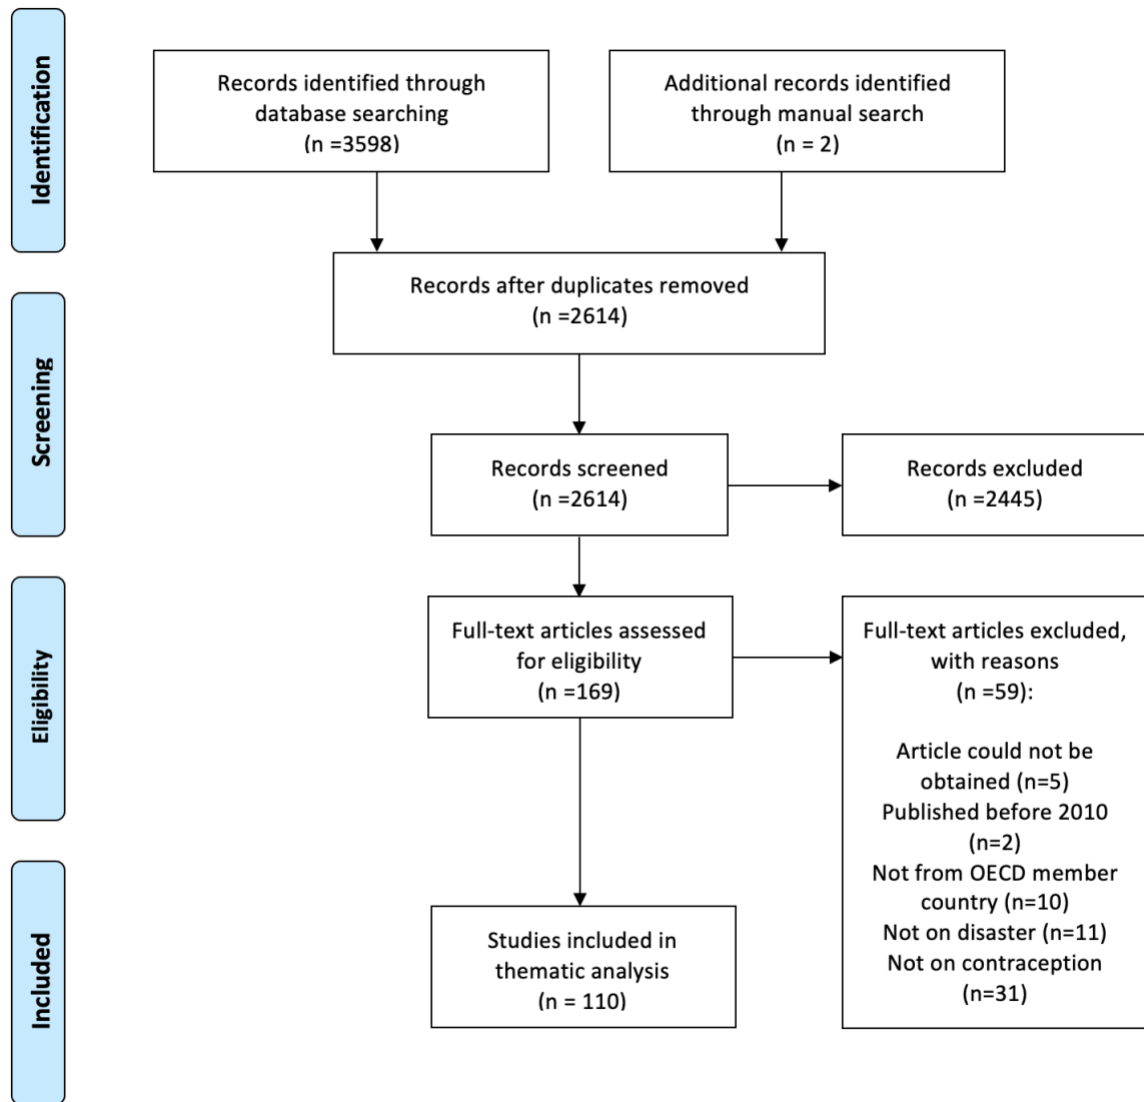 Identification
Records identified through
database searching
(n =3598)
Additional records identified
through manual search
(n = 2)
Records after duplicates removed
(n =2614)
Screening
Records screened
(n =2614)
Records excluded
(n =2445)
Eligibility
Full-text articles assessed
for eligibility
(n =169)
Full-text articles excluded,
with reasons
(n =59):
Article could not be
obtained (n=5)
Published before 2010
(n=2)
Not from OECD member
country (n=10)
Not on disaster (n=11)
Not on contraception
(n=31)
Included
Studies included in
thematic analysis
(n = 110)